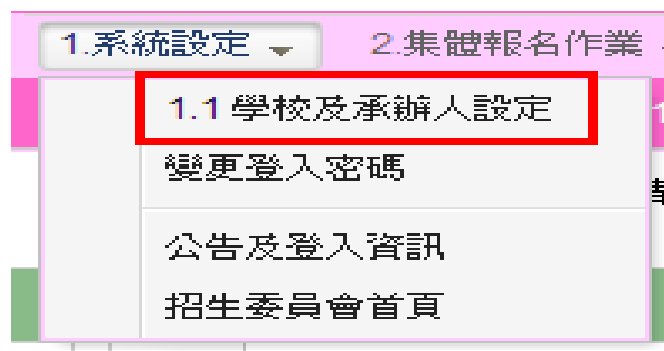 1.系統設定 2.集體報名作業
1.1 學校及承辦人設定
變更登入密碼
公告及登入資訊
招生委員會首頁